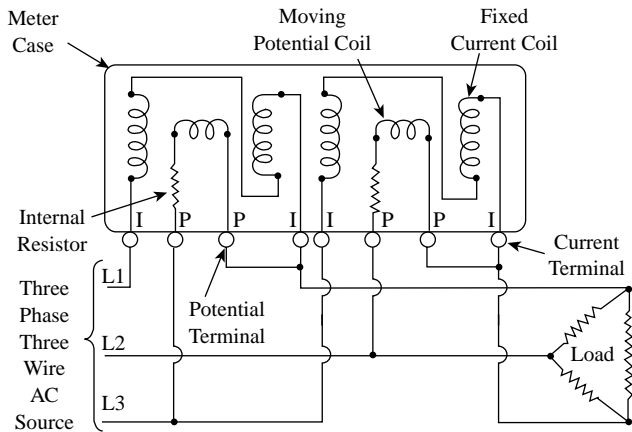 Meter
Case
Moving
Potential Coil
Fixed
Current Coil
I P P I I P P I
Internal
Resistor
Potential
Terminal
Current
Terminal
Three
Phase
Three
Wire
AC
Source
L1
L2
L3
Load